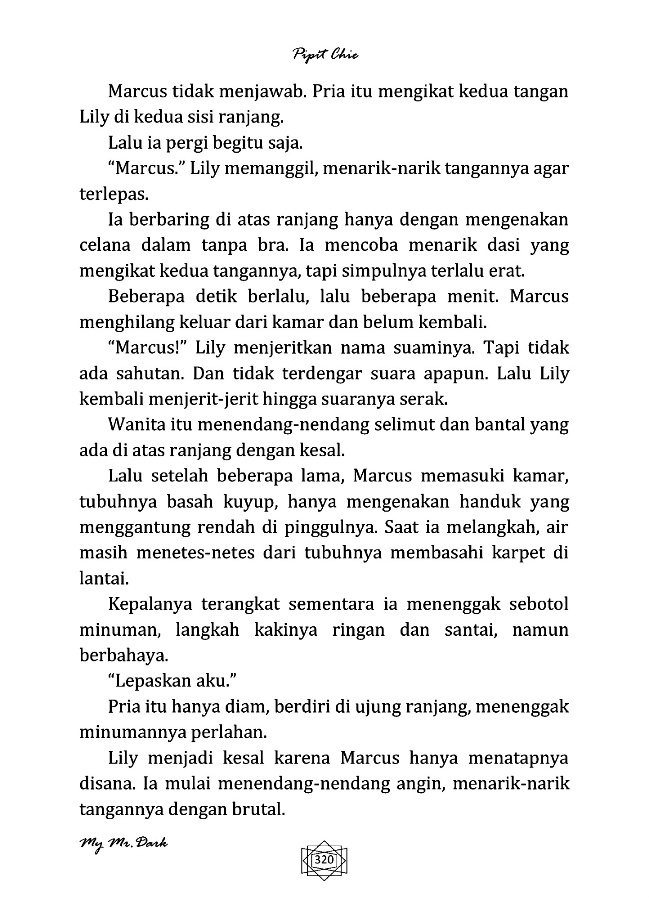 Pipit Chie
Marcus tidak menjawab. Pria itu mengikat kedua tangan
Lily di kedua sisi ranjang.
Lalu ia pergi begitu saja.
“Marcus.” Lily memanggil, menarik-narik tangannya agar
terlepas.
Ia berbaring di atas ranjang hanya dengan mengenakan
celana dalam tanpa bra. Ia mencoba menarik dasi yang
mengikat kedua tangannya, tapi simpulnya terlalu erat.
Beberapa detik berlalu, lalu beberapa menit. Marcus
menghilang keluar dari kamar dan belum kembali.
“Marcus!” Lily menjeritkan nama suaminya. Tapi tidak
ada sahutan. Dan tidak terdengar suara apapun. Lalu Lily
kembali menjerit-jerit hingga suaranya serak.
Wanita itu menendang-nendang selimut dan bantal yang
ada di atas ranjang dengan kesal.
Lalu setelah beberapa lama, Marcus memasuki kamar,
tubuhnya basah kuyup, hanya mengenakan handuk yang
menggantung rendah di pinggulnya. Saat ia melangkah, air
masih menetes-netes dari tubuhnya membasahi karpet di
lantai.
Kepalanya terangkat sementara ia menenggak sebotol
minuman, langkah kakinya ringan dan santai, namun
berbahaya.
“Lepaskan aku.”
Pria itu hanya diam, berdiri di ujung ranjang, menenggak
minumannya perlahan.
Lily menjadi kesal karena Marcus hanya menatapnya
disana. Ia mulai menendang-nendang angin, menarik-narik
tangannya dengan brutal.
My Mr. Dark
320